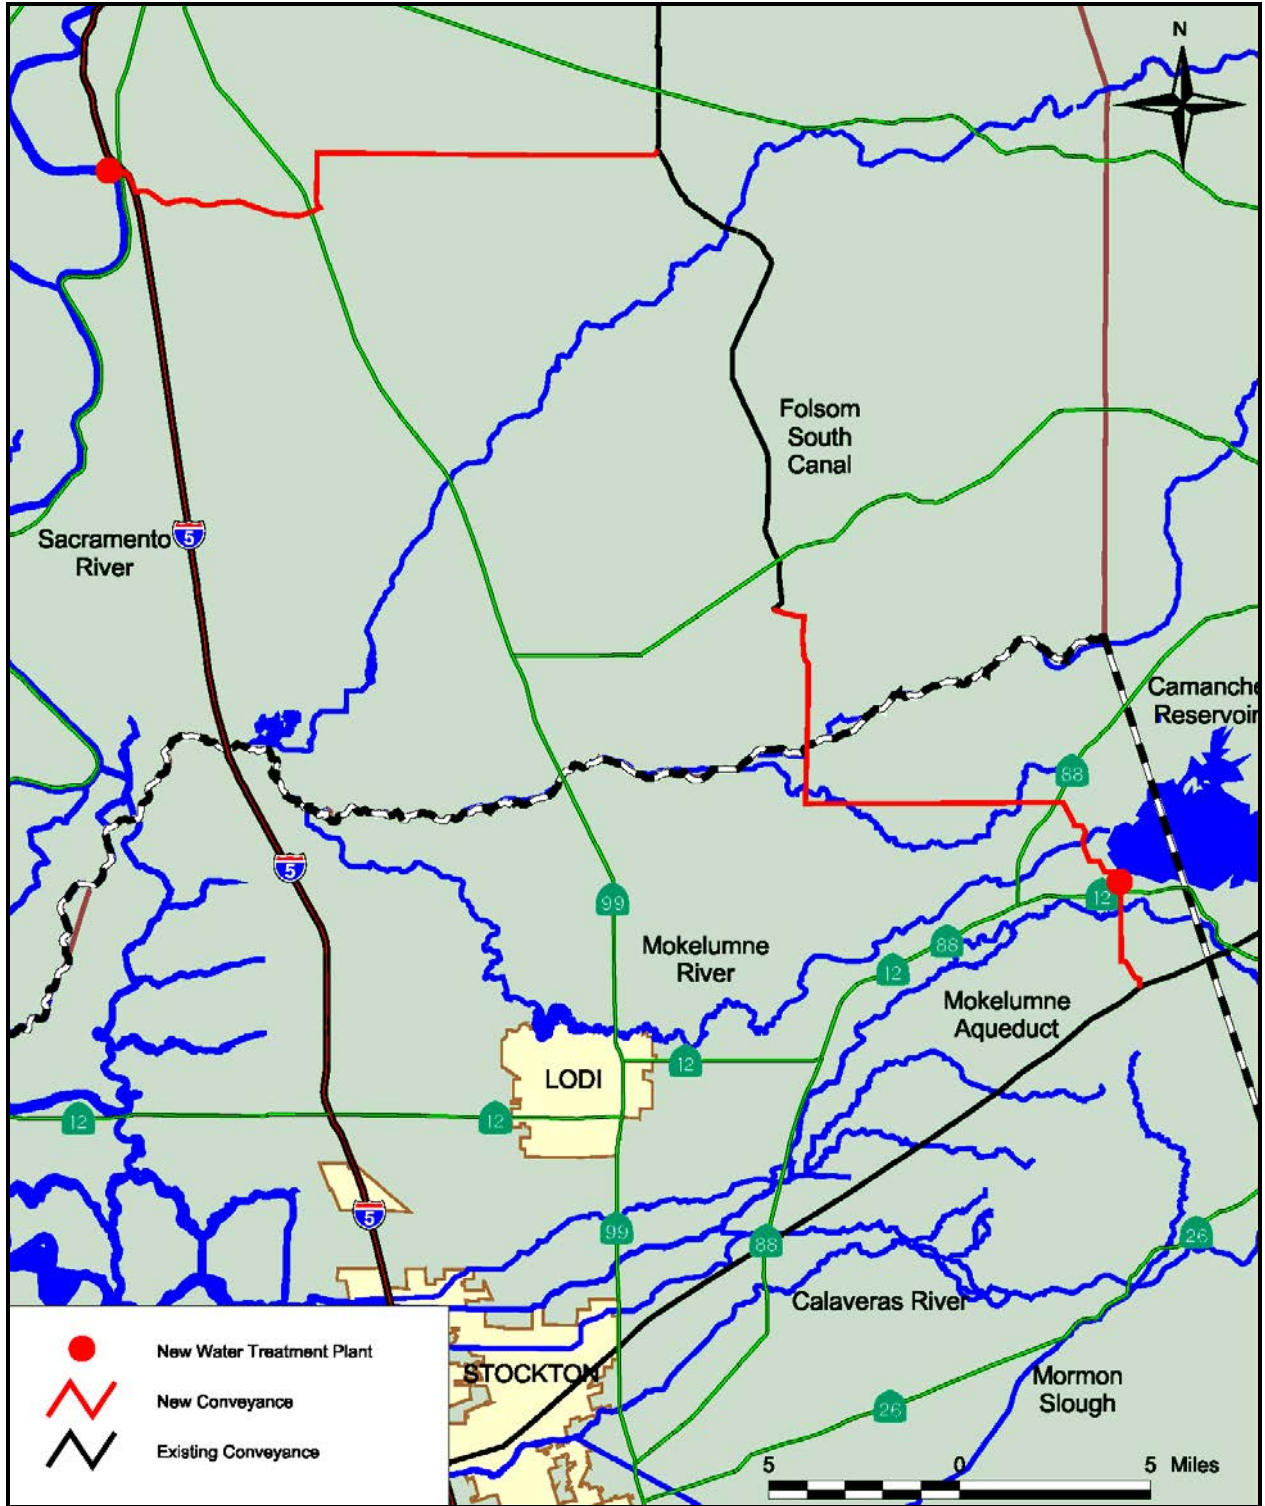 N
Folsom
South
Canal
Sacramento
River
5
Camanche
Reservoir
88
5
99
12
Mokelumne
River
88
12
Mokelumne
Aqueduct
LODI
12
12
12
5
99
88
26
Calaveras River
New Water Treatment Plant
New Conveyance
Existing Conveyance
STOCKTON
Mormon
Slough
26
5 0 5 Miles